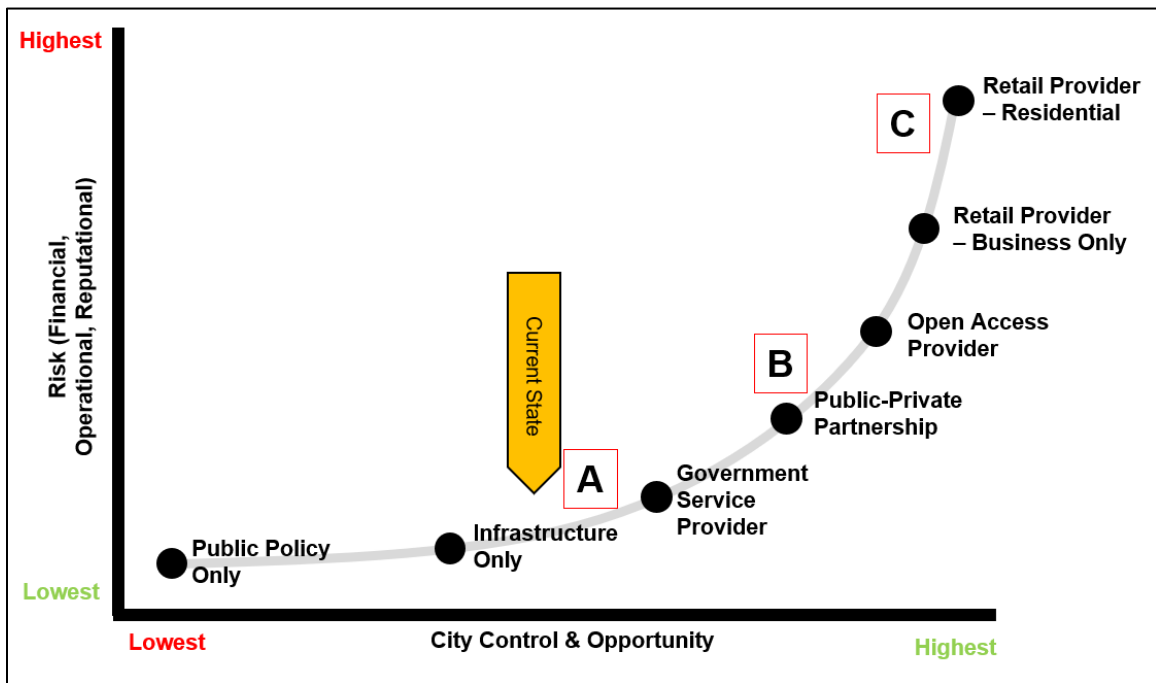 Highest
Retail Provider
– Residential
C
Retail Provider
– Business Only
Risk (Financial,
Operational, Reputational)
Current State
Open Access
Provider
B
Public-Private
Partnership
A
Government
Service
Provider
Infrastructure
Only
Public Policy
Only
Lowest
Lowest
City Control & Opportunity
Highest